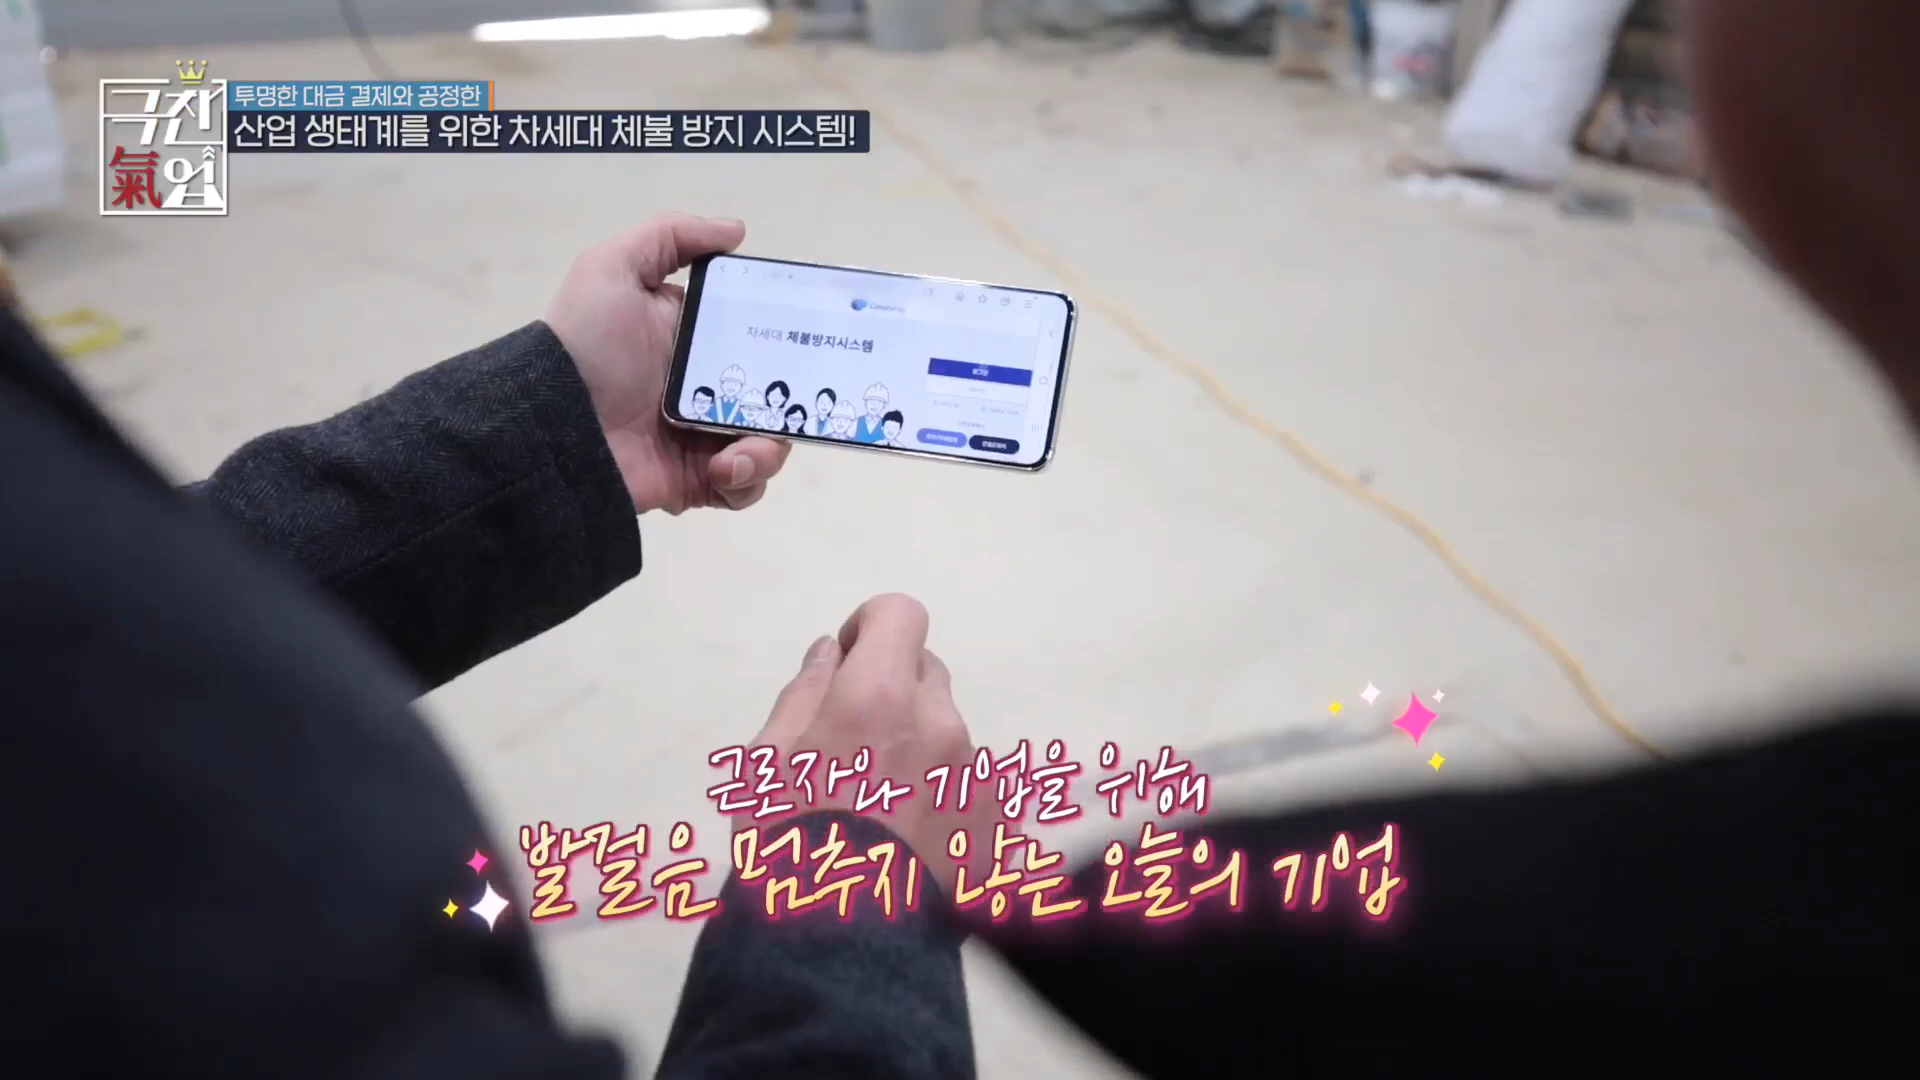 극찬
氣업
투명한 대금 결제와 공정한
산업 생태계를 위한 차세대 체불 방지 시스템!
차세대 체불방지시스템
근로자와 기업을 위해
발걸음 멈추지 않는 오늘의 기업